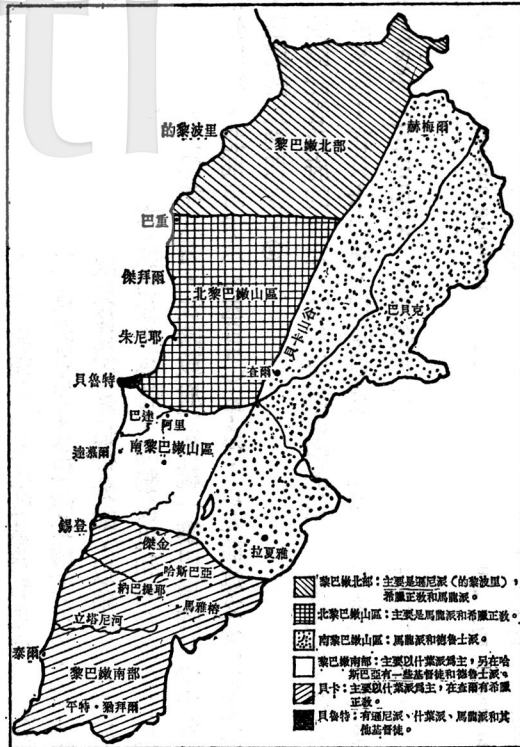 的黎波里
黎巴嫩北部
赫梅爾
巴重
傑拜爾
北黎巴嫩山區
貝卡山谷
巴貝克
朱尼耶
查爾
貝魯特
巴達
阿里
達慕爾
南黎巴嫩山區
錫登
拉夏雅
傑金
哈斯巴亞
納巴提耶
馬雅榕
立塔尼河
泰爾
黎巴嫩南部
平特·貅拜爾
黎巴嫩北部:主要是遜尼派(的黎波里),
希臘正教和馬龍派。
北黎巴嫩山區:主要是馬龍派和希臘正教。
南黎巴嫩山區:馬龍派和德魯士派。
黎巴嫩南部:主要以什葉派爲主,另在哈
斯巴亞有一些基督徒和德魯士派。
貝卡:主要以什葉派爲主,在查爾有希臘
正教。
貝魯特:有遜尼派、什葉派、馬龍派和其
他基督徒。